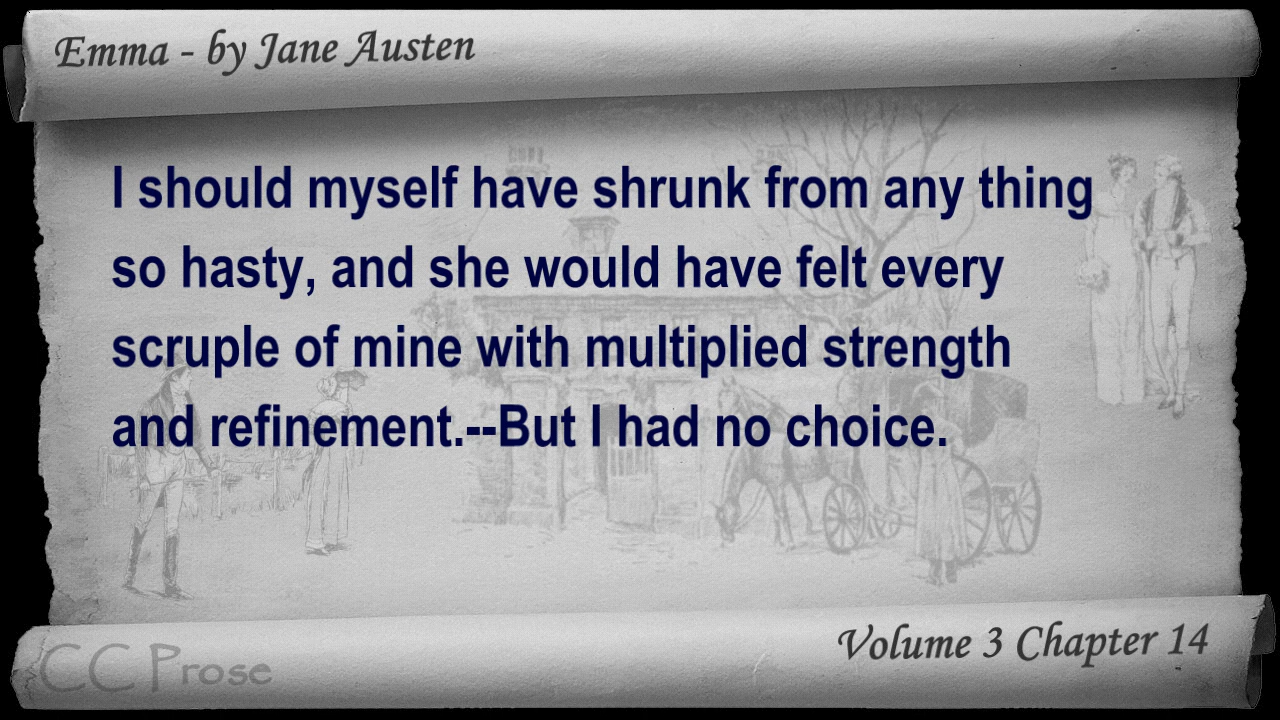 Emma - by Jane Austen
I should myself have shrunk from any thing
so hasty, and she would have felt every
scruple of mine with multiplied strength
and refinement.--But I had no choice.
Volume 3 Chapter 14
CC Prose